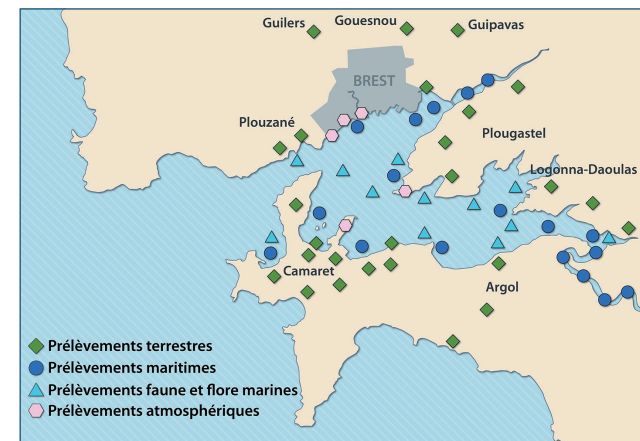 Guilers
Gouesnou
Guipavas
BREST
Plouzané
Plougastel
Logonna-Daoulas
Camaret
Argol
Prélèvements terrestres
Prélèvements maritimes
Prélèvements faune et flore marines
Prélèvements atmosphériques